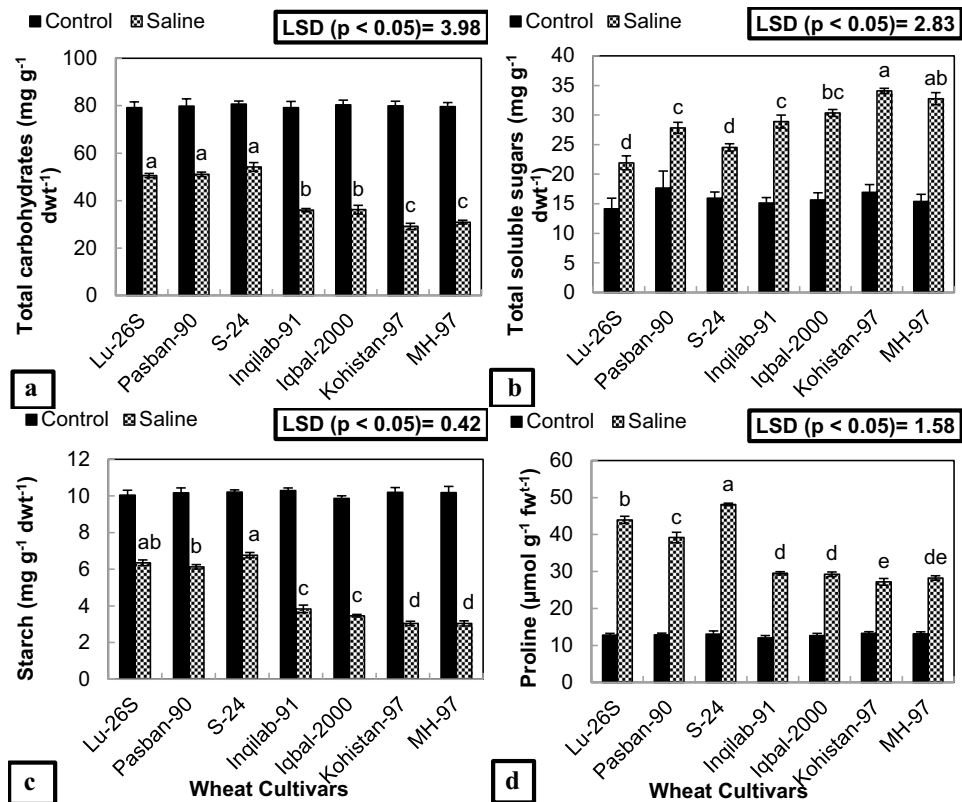 Control Saline
LSD (p < 0.05)= 3.98
Total carbohydrates (mg g-1
dwt-1)
100
80
60
40
20
0
a a a b b c c
Lu-26S Pasban-90 S-24 Inqilab-91 Iqbal-2000 Kohistan-97 MH-97
a
Control Saline
LSD (p < 0.05)= 2.83
Total soluble sugars (mg g-1
dwt-1)
40
35
30
25
20
15
10
5
0
d c d c bc a ab
Lu-26S Pasban-90 S-24 Inqilab-91 Iqbal-2000 Kohistan-97 MH-97
b
Control Saline
LSD (p < 0.05)= 0.42
Starch (mg g-1 dwt-1)
12
10
8
6
4
2
0
ab b a c c d d
Lu-26S Pasban-90 S-24 Inqilab-91 Iqbal-2000 Kohistan-97 MH-97
Wheat Cultivars
c
Control Saline
LSD (p < 0.05)= 1.58
Proline (µmol g-1 fwt-1)
60
50
40
30
20
10
0
b c a d d e de
Lu-26S Pasban-90 S-24 Inqilab-91 Iqbal-2000 Kohistan-97 MH-97
Wheat Cultivars
d